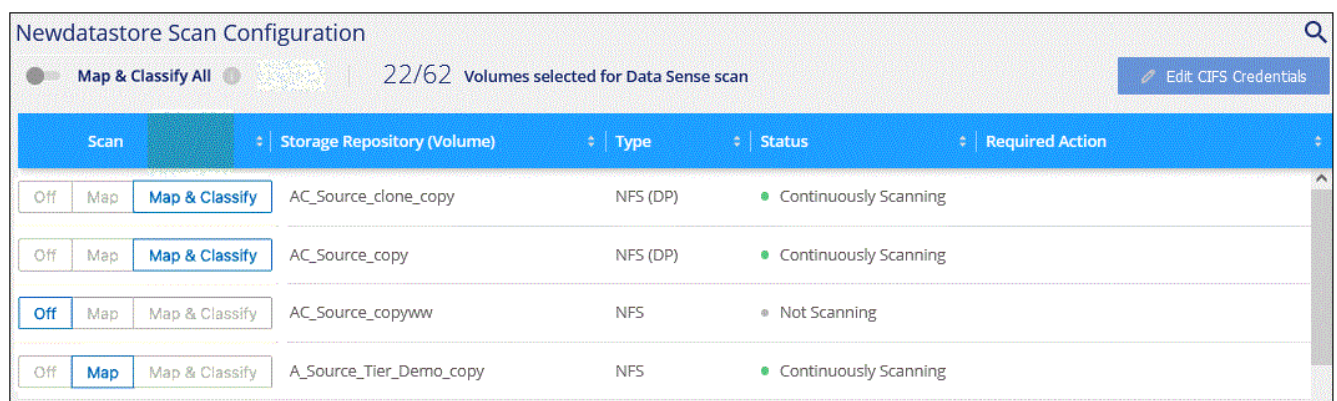 Newdatastore Scan Configuration
Map & Classify All 22/62 Volumes selected for Data Sense scan Edit CIFS Credentials
Scan Storage Repository (Volume) Type Status Required Action
Off Map Map & Classify AC_Source_clone_copy NFS (DP) Continuously Scanning
Off Map Map & Classify AC_Source_copy NFS (DP) Continuously Scanning
Off Map Map & Classify AC_Source_copyww NFS Not Scanning
Off Map Map & Classify A_Source_Tier_Demo_copy NFS Continuously Scanning